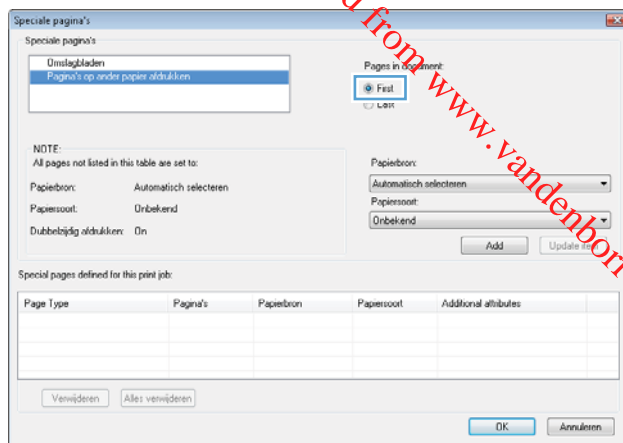 Speciale pagina's
Speciale pagina's
Omslagbladen
Pagina's op ander papier afdrukken
Pages in document:
First
Last
NOTE:
All pages not listed in this table are set to:
Papierbron: Automatisch selecteren
Papiersoort: Onbekend
Dubbelzijdig afdrukken: On
Papierbron:
Automatisch selecteren
Papiersoort:
Onbekend
Add Update item
Special pages defined for this print job:
Page Type Pagina's Papierbron Papiersoort Additional attributes
Verwijderen Alles verwijderen
OK Annuleren
from www.vandenborr